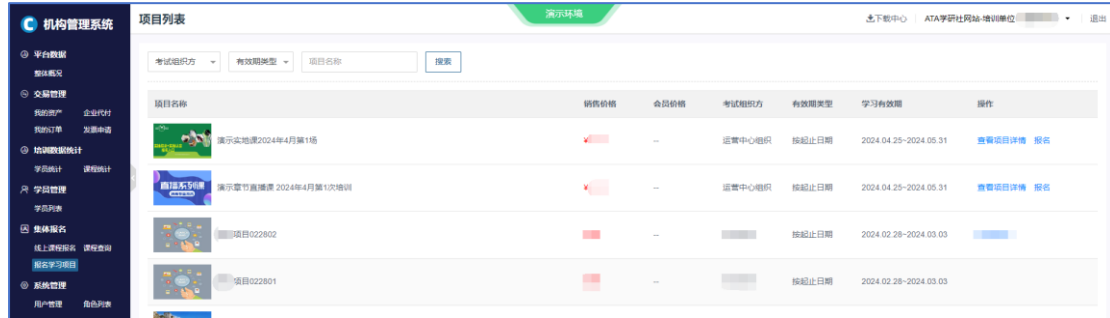 机构管理系统
项目列表
演示环境
下载中心
ATA学研社网站-培训单位
退出
平台数据
整体概况
交易管理
我的资产 企业代付
我的订单 发票申请
培训数据统计
学员统计 课程统计
学员管理
学员列表
集体报名
线上课程报名 课程查询
报名学习项目
系统管理
用户管理 角色列表
考试组织方 有效期类型 项目名称 搜索
项目名称 销售价格 会员价格 考试组织方 有效期类型 学习有效期 操作
演示实地课2024年4月第1场 ¥ -- 运营中心组织 按起止日期 2024.04.25~2024.05.31 查看项目详情 报名
直播系列课
演示章节直播课 2024年4月第1次培训 ¥ -- 运营中心组织 按起止日期 2024.04.25~2024.05.31 查看项目详情 报名
项目022802 -- 按起止日期 2024.02.28~2024.03.03
项目022801 -- 按起止日期 2024.02.28~2024.03.03